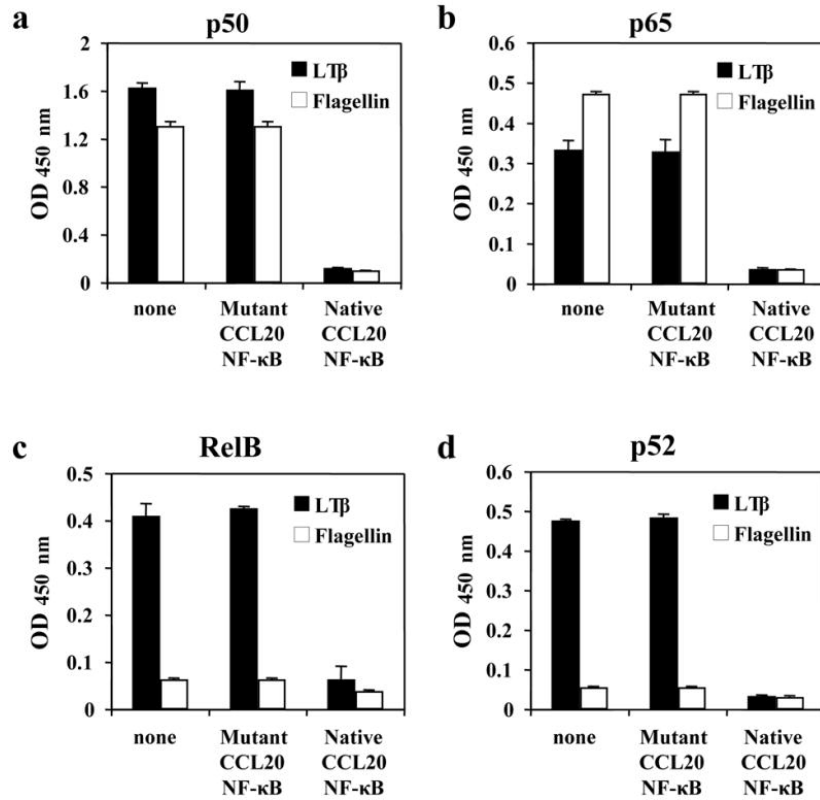 a
p50
2
1.6
1.2
0.8
0.4
0
OD 450 nm
LTβ
Flagellin
none
Mutant
CCL20
NF-κB
Native
CCL20
NF-κB
b
p65
0.6
0.5
0.4
0.3
0.2
0.1
0
OD 450 nm
LTβ
Flagellin
none
Mutant
CCL20
NF-κB
Native
CCL20
NF-κB
c
RelB
0.5
0.4
0.3
0.2
0.1
0
OD 450 nm
LTβ
Flagellin
none
Mutant
CCL20
NF-κB
Native
CCL20
NF-κB
d
p52
0.6
0.5
0.4
0.3
0.2
0.1
0
OD 450 nm
LTβ
Flagellin
none
Mutant
CCL20
NF-κB
Native
CCL20
NF-κB